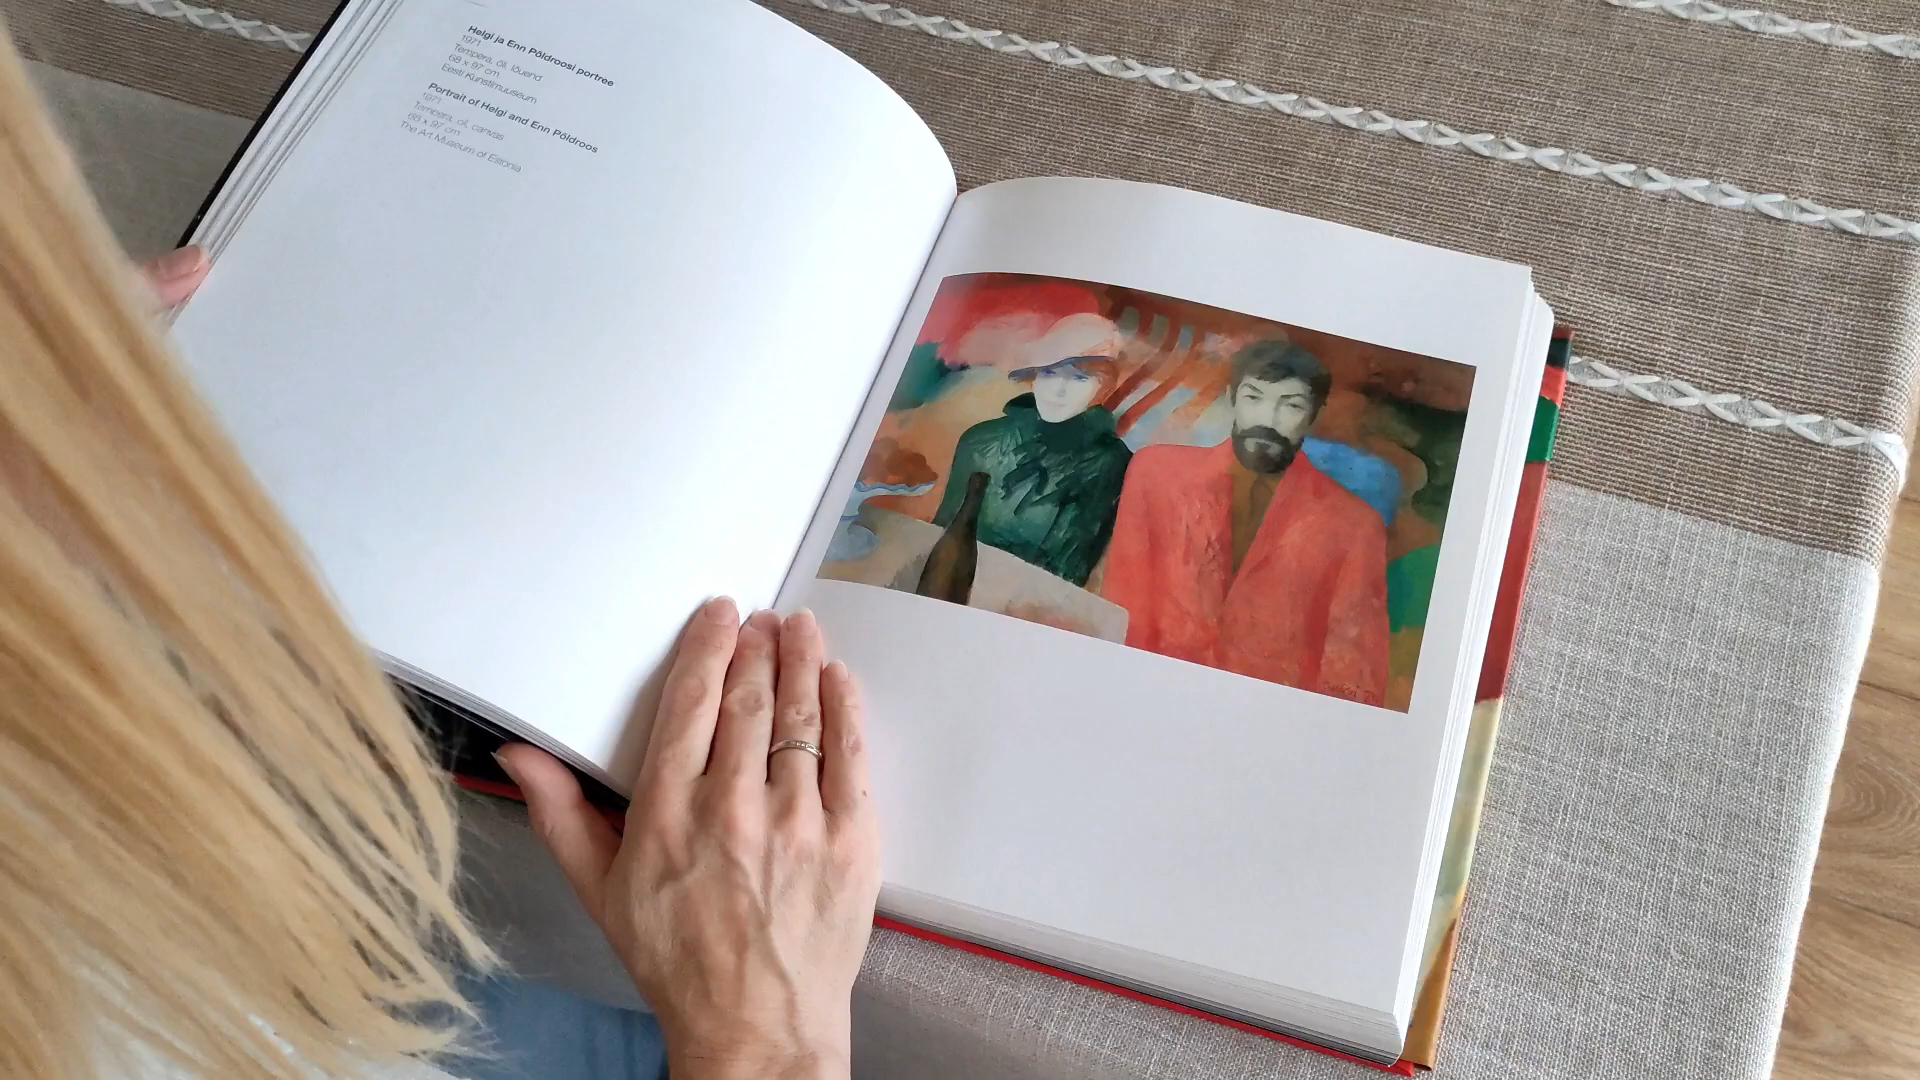 Helgi ja Enn Põldroosi portree
1971
Tempera, õli, lõuend
68 x 97 cm
Eesti Kunstimuuseum
Portrait of Helgi and Enn Põldroos
1971
Tempera, oil, canvas
68 x 97 cm
The Art Museum of Estonia